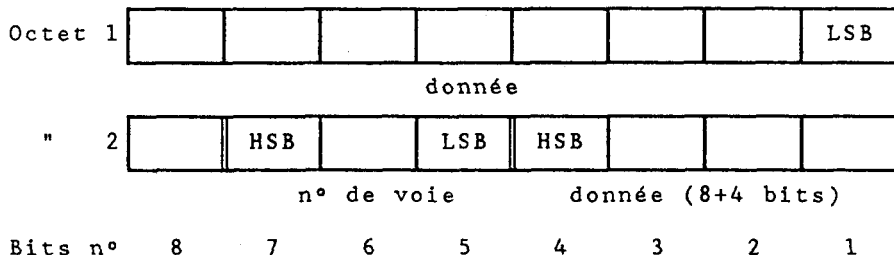 Octet 1 LSB
donnée
" 2 HSB LSB HSB
n° de voie donnée (8+4 bits)
Bits n° 8 7 6 5 4 3 2 1